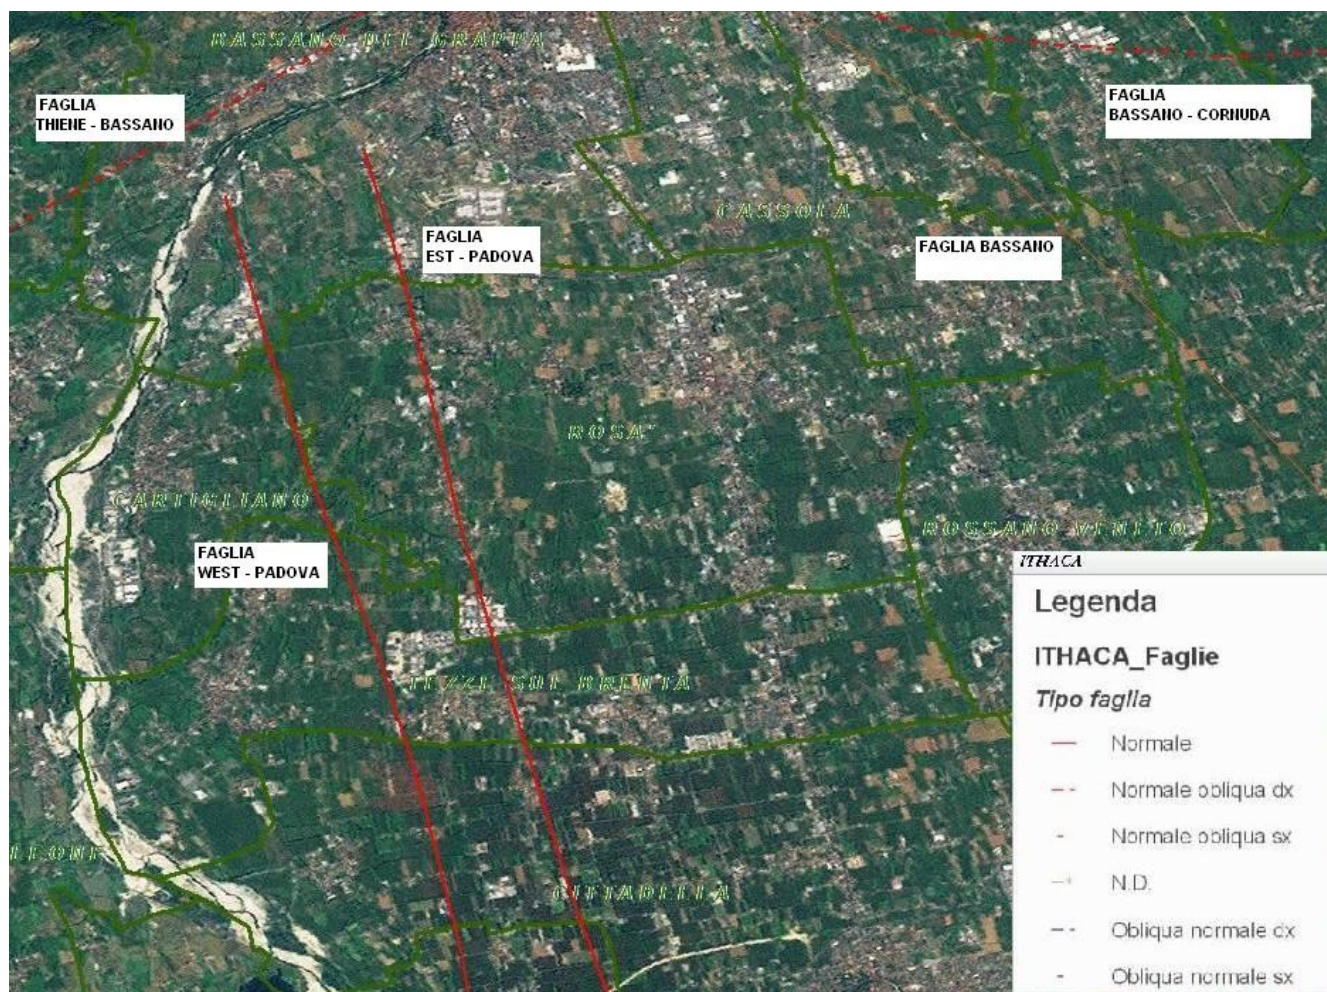 BASSANO DEL GRAPPA
FAGLIA
THIENE - BASSANO
FAGLIA
BASSANO - CORNUDA
CASSOLA
FAGLIA
EST - PADOVA
FAGLIA BASSANO
ROSA'
CARTIGLIANO
ROSSANO VENETO
FAGLIA
WEST - PADOVA
ITHACA
Legenda
ITHACA_Faglie
Tipo faglia
Normale
Normale obliqua dx
Normale obliqua sx
N.D.
Obliqua normale dx
Obliqua normale sx
TEZZE SUL BRENTA
CITTADELLA